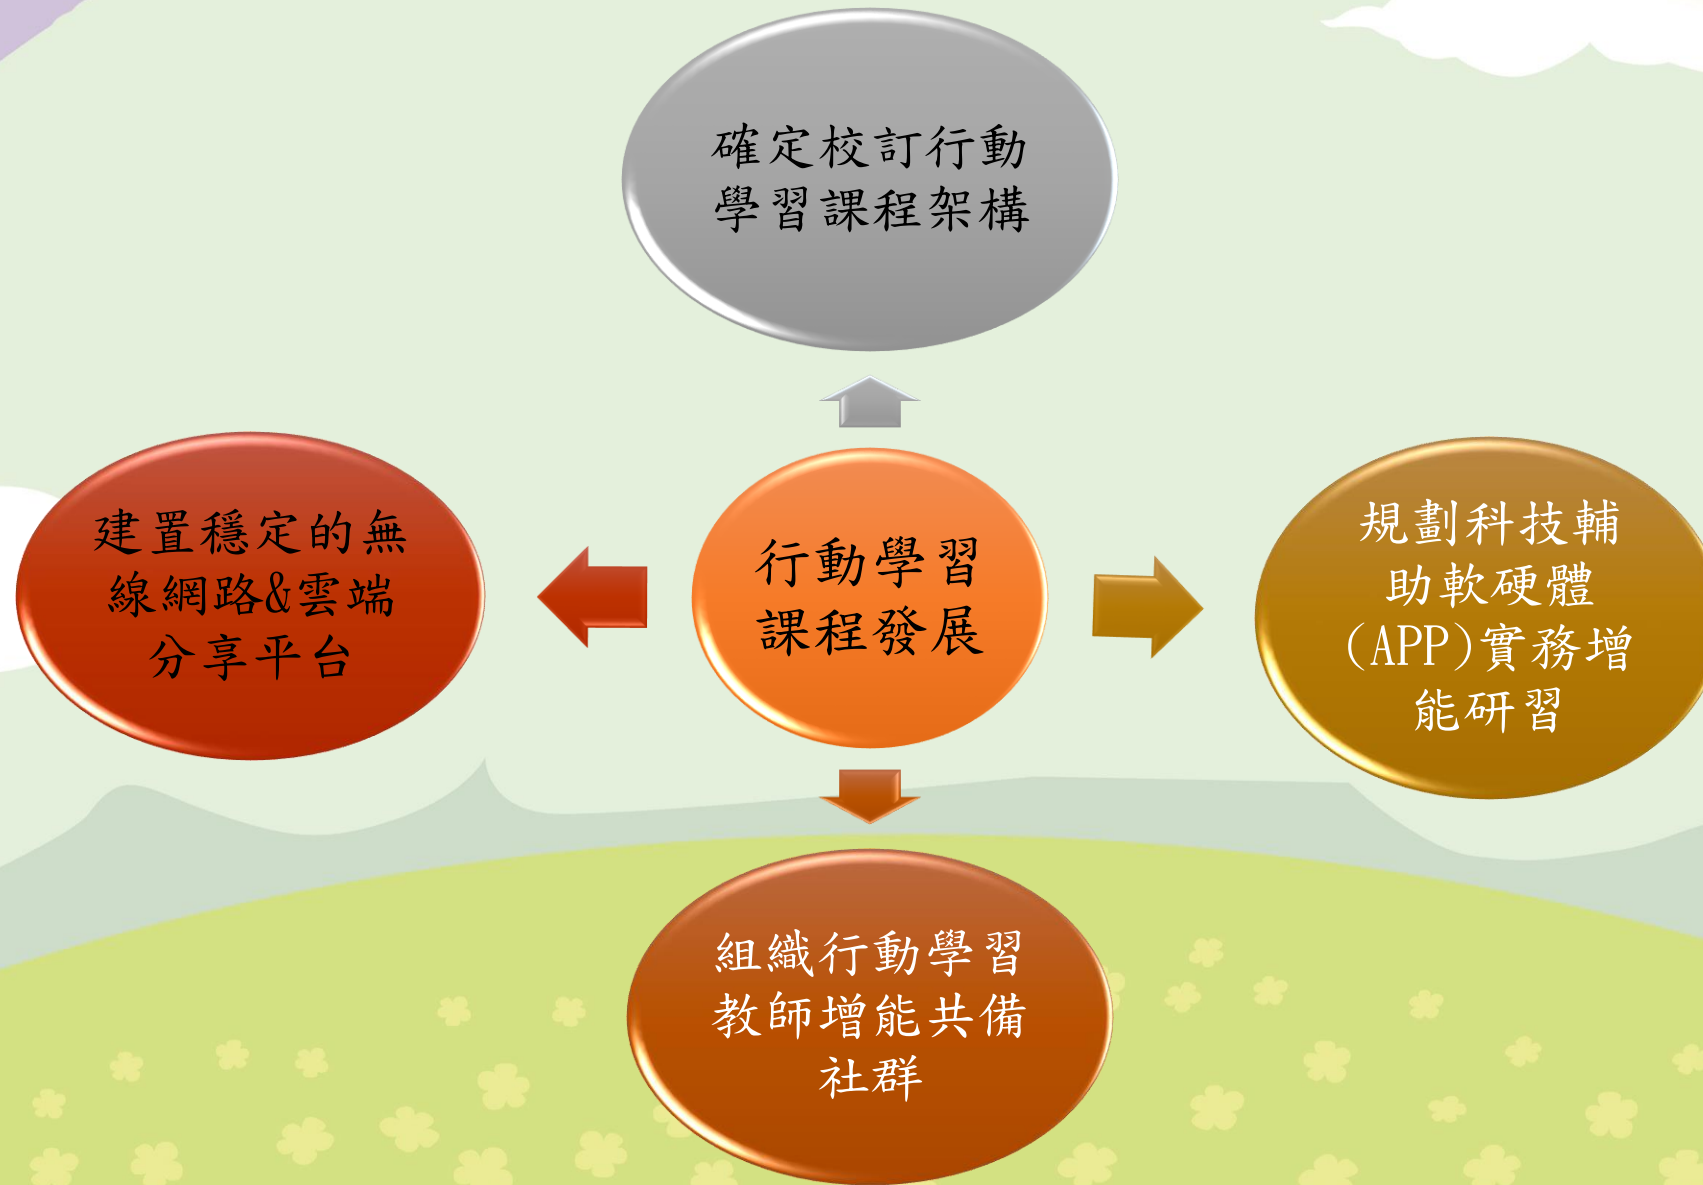 確定校訂行動
學習課程架構
建置穩定的無
線網路&雲端
分享平台
行動學習
課程發展
規劃科技輔
助軟硬體
(APP)實務增
能研習
組織行動學習
教師增能共備
社群